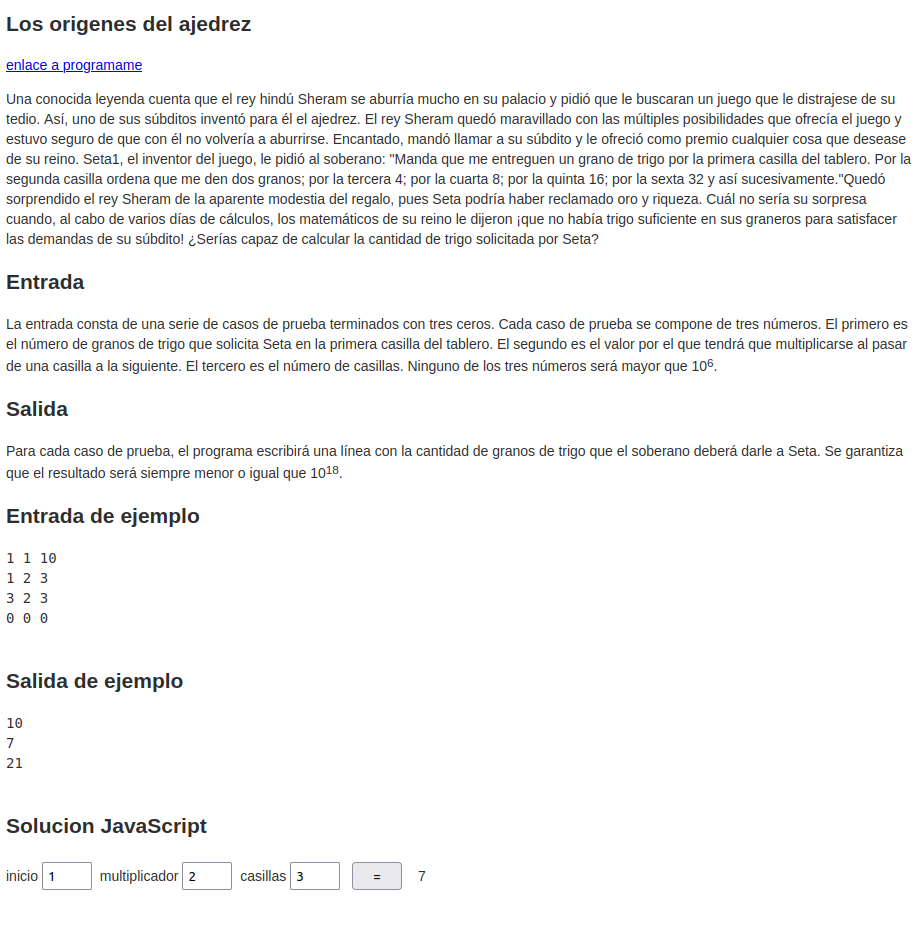 Los origenes del ajedrez
enlace a programame
Una conocida leyenda cuenta que el rey hindú Sheram se aburría mucho en su palacio y pidió que le buscaran un juego que le distrajese de su
tedio. Así, uno de sus súbditos inventó para él el ajedrez. El rey Sheram quedó maravillado con las múltiples posibilidades que ofrecía el juego y
estuvo seguro de que con él no volvería a aburrirse. Encantado, mandó llamar a su súbdito y le ofreció como premio cualquier cosa que desease
de su reino. Seta1, el inventor del juego, le pidió al soberano: "Manda que me entreguen un grano de trigo por la primera casilla del tablero. Por la
segunda casilla ordena que me den dos granos; por la tercera 4; por la cuarta 8; por la quinta 16; por la sexta 32 y así sucesivamente."Quedó
sorprendido el rey Sheram de la aparente modestia del regalo, pues Seta podría haber reclamado oro y riqueza. Cuál no sería su sorpresa
cuando, al cabo de varios días de cálculos, los matemáticos de su reino le dijeron ¡que no había trigo suficiente en sus graneros para satisfacer
las demandas de su súbdito! ¿Serías capaz de calcular la cantidad de trigo solicitada por Seta?
Entrada
La entrada consta de una serie de casos de prueba terminados con tres ceros. Cada caso de prueba se compone de tres números. El primero es
el número de granos de trigo que solicita Seta en la primera casilla del tablero. El segundo es el valor por el que tendrá que multiplicarse al pasar
de una casilla a la siguiente. El tercero es el número de casillas. Ninguno de los tres números será mayor que 10⁶.
Salida
Para cada caso de prueba, el programa escribirá una línea con la cantidad de granos de trigo que el soberano deberá darle a Seta. Se garantiza
que el resultado será siempre menor o igual que 10¹⁸.
Entrada de ejemplo
1 1 10
1 2 3
3 2 3
0 0 0
Salida de ejemplo
10
7
21
Solucion JavaScript
inicio 1 multiplicador 2 casillas 3 = 7